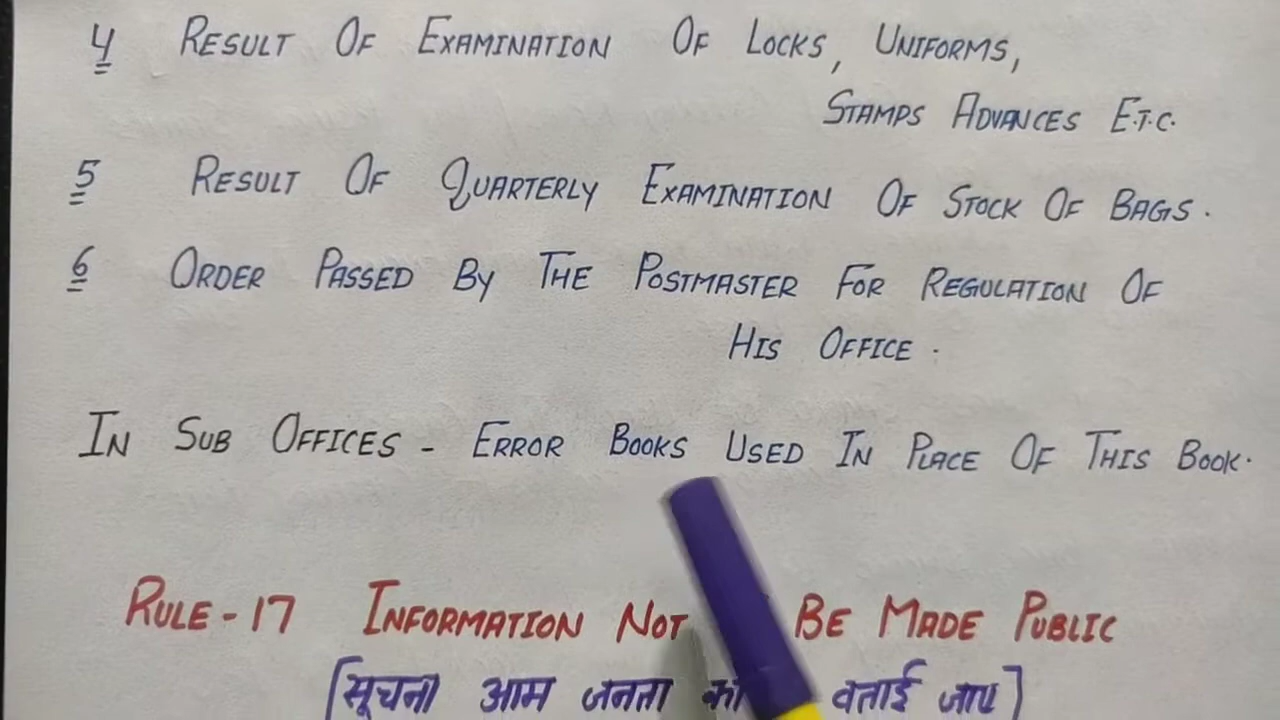 4 RESULT OF EXAMINATION OF LOCKS, UNIFORMS,
STAMPS ADVANCES E.T.C.
5 RESULT OF QUARTERLY EXAMINATION OF STOCK OF BAGS.
6 ORDER PASSED BY THE POSTMASTER FOR REGULATION OF
HIS OFFICE.
IN SUB OFFICES - ERROR BOOKS USED IN PLACE OF THIS BOOK.
RULE-17 INFORMATION NOT BE MADE PUBLIC
[सूचना आम जनता बताई जाए]